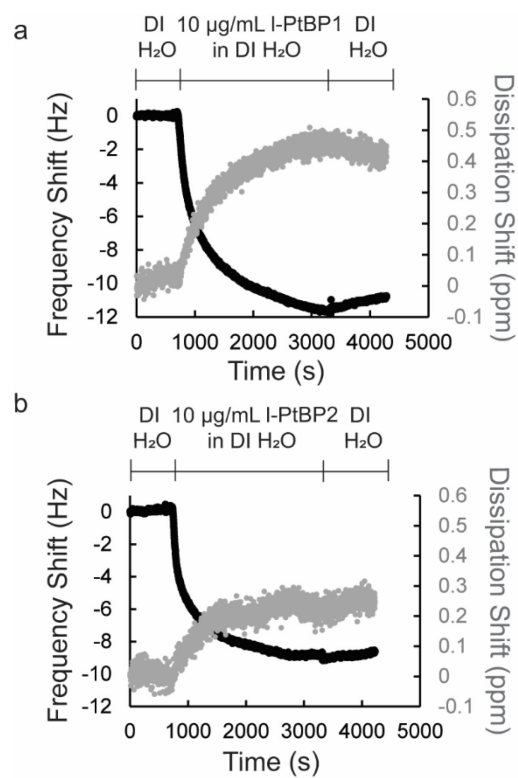 a
DI 10 µg/mL l-PtBP1 DI
H₂O in DI H₂O H₂O
Frequency Shift (Hz)
0
-2
-4
-6
-8
-10
-12
0.6
0.5
0.4
0.3
0.2
0.1
0
-0.1
Dissipation Shift (ppm)
0 1000 2000 3000 4000 5000
Time (s)
b
DI 10 µg/mL l-PtBP2 DI
H₂O in DI H₂O H₂O
Frequency Shift (Hz)
0
-2
-4
-6
-8
-10
-12
0.6
0.5
0.4
0.3
0.2
0.1
0
-0.1
Dissipation Shift (ppm)
0 1000 2000 3000 4000 5000
Time (s)